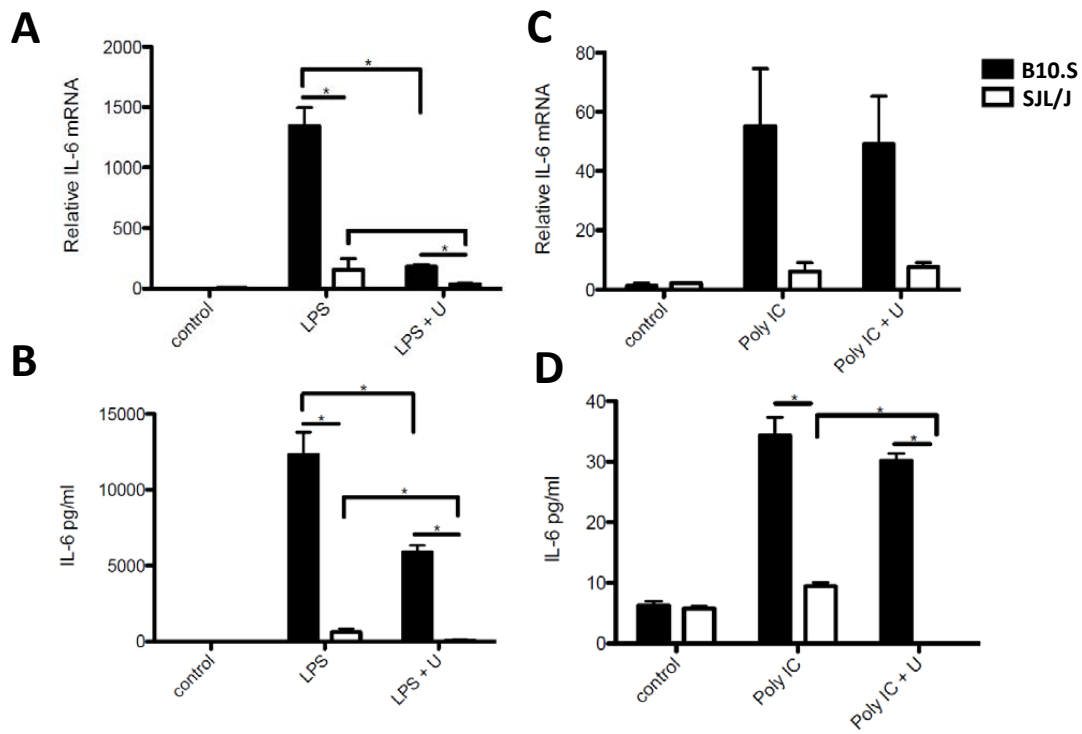 A
Relative IL-6 mRNA
2000
1500
1000
500
0
*
*
*
control
LPS
LPS + U
C
Relative IL-6 mRNA
80
60
40
20
0
control
Poly IC
Poly IC + U
B10.S
SJL/J
B
IL-6 pg/ml
15000
10000
5000
0
*
*
*
*
control
LPS
LPS + U
D
IL-6 pg/ml
40
30
20
10
0
*
*
*
control
Poly IC
Poly IC + U